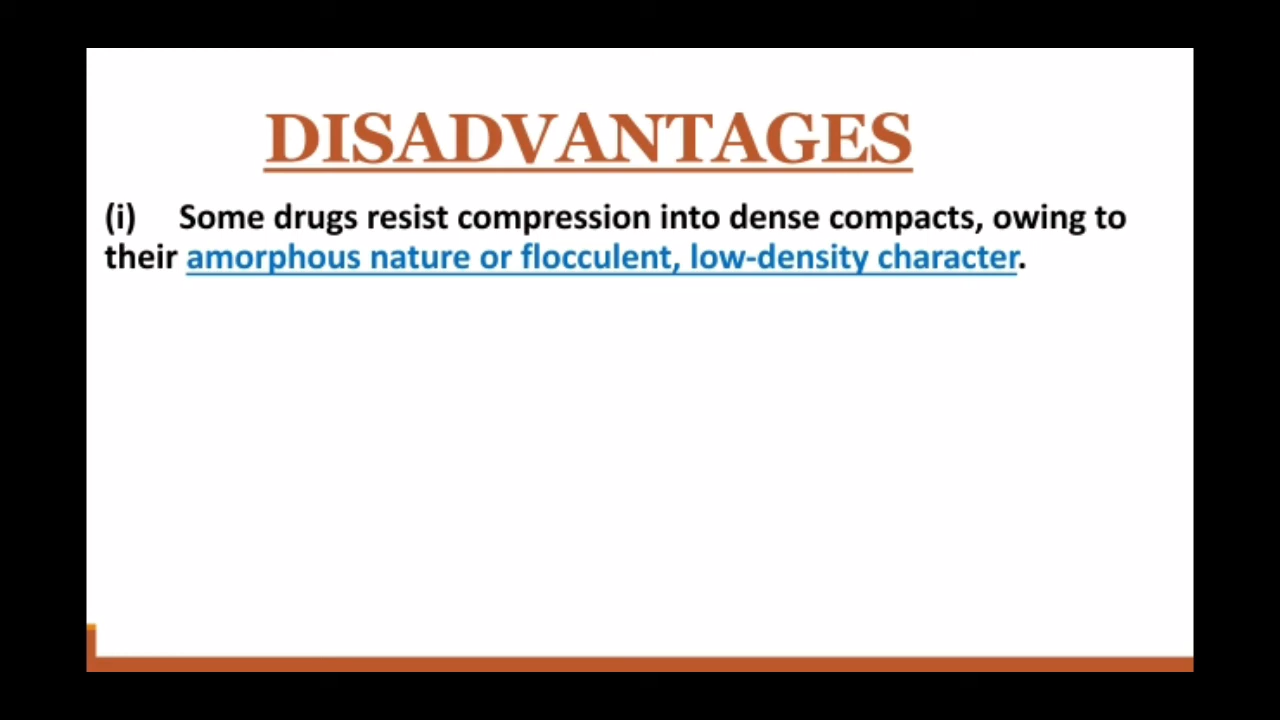 DISADVANTAGES
(i) Some drugs resist compression into dense compacts, owing to
their amorphous nature or flocculent, low-density character.